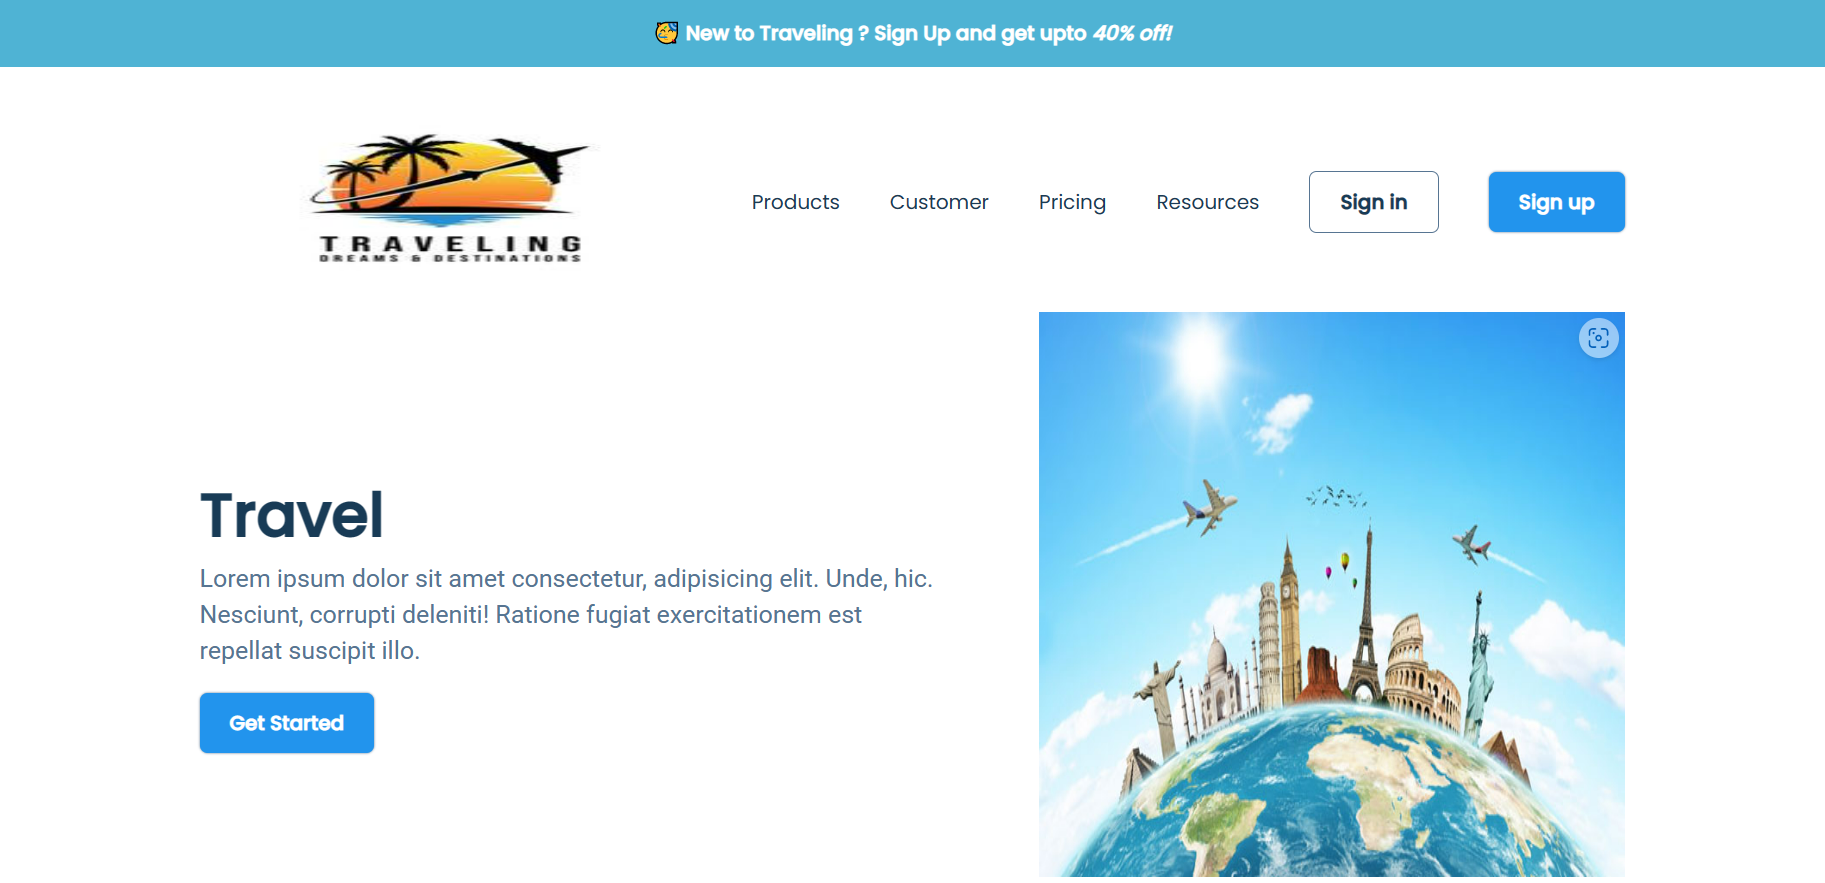 🥳 New to Traveling ? Sign Up and get upto 40% off!
TRAVELING
DREAMS & DESTINATIONS
Products Customer Pricing Resources Sign in Sign up
Travel
Lorem ipsum dolor sit amet consectetur, adipisicing elit. Unde, hic.
Nesciunt, corrupti deleniti! Ratione fugiat exercitationem est
repellat suscipit illo.
Get Started